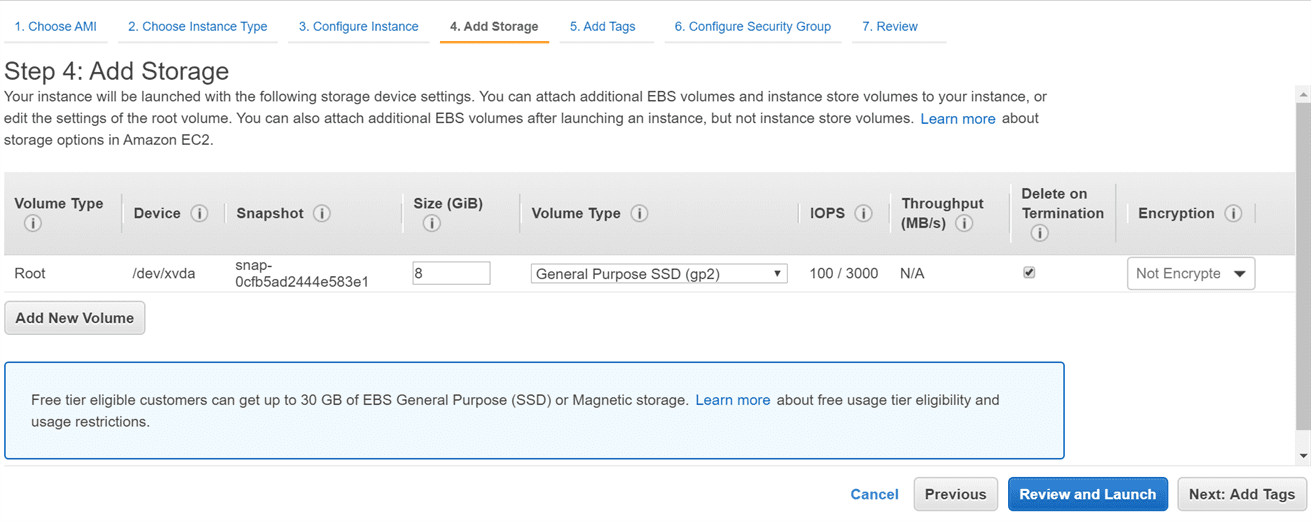 1. Choose AMI 2. Choose Instance Type 3. Configure Instance 4. Add Storage 5. Add Tags 6. Configure Security Group 7. Review
Step 4: Add Storage
Your instance will be launched with the following storage device settings. You can attach additional EBS volumes and instance store volumes to your instance, or
edit the settings of the root volume. You can also attach additional EBS volumes after launching an instance, but not instance store volumes. Learn more about
storage options in Amazon EC2.
Volume Type Device Snapshot Size (GiB) Volume Type IOPS Throughput
(MB/s) Delete on
Termination Encryption
Root /dev/xvda snap-
0cfb5ad2444e583e1 8 General Purpose SSD (gp2) 100 / 3000 N/A Not Encrypte
Add New Volume
Free tier eligible customers can get up to 30 GB of EBS General Purpose (SSD) or Magnetic storage. Learn more about free usage tier eligibility and
usage restrictions.
Cancel Previous Review and Launch Next: Add Tags